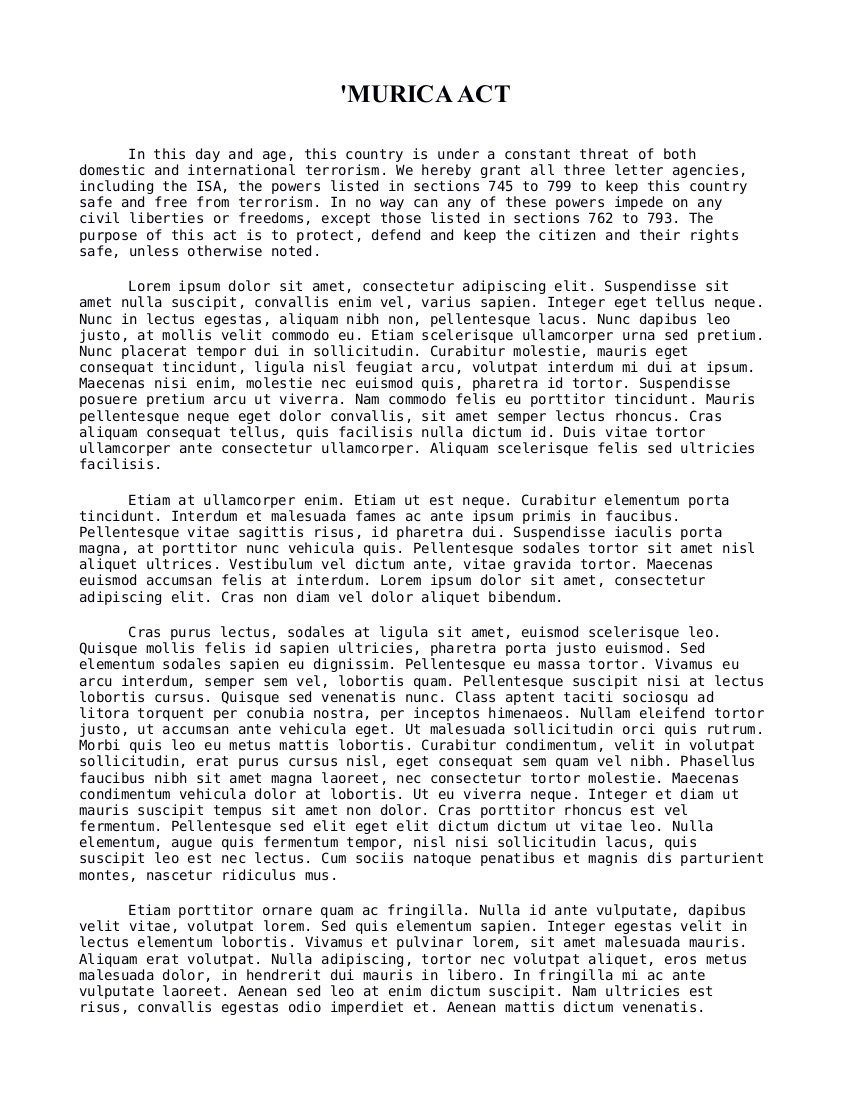 'MURICA ACT
In this day and age, this country is under a constant threat of both
domestic and international terrorism. We hereby grant all three letter agencies,
including the ISA, the powers listed in sections 745 to 799 to keep this country
safe and free from terrorism. In no way can any of these powers impede on any
civil liberties or freedoms, except those listed in sections 762 to 793. The
purpose of this act is to protect, defend and keep the citizen and their rights
safe, unless otherwise noted.
Lorem ipsum dolor sit amet, consectetur adipiscing elit. Suspendisse sit
amet nulla suscipit, convallis enim vel, varius sapien. Integer eget tellus neque.
Nunc in lectus egestas, aliquam nibh non, pellentesque lacus. Nunc dapibus leo
justo, at mollis velit commodo eu. Etiam scelerisque ullamcorper urna sed pretium.
Nunc placerat tempor dui in sollicitudin. Curabitur molestie, mauris eget
consequat tincidunt, ligula nisl feugiat arcu, volutpat interdum mi dui at ipsum.
Maecenas nisi enim, molestie nec euismod quis, pharetra id tortor. Suspendisse
posuere pretium arcu ut viverra. Nam commodo felis eu porttitor tincidunt. Mauris
pellentesque neque eget dolor convallis, sit amet semper lectus rhoncus. Cras
aliquam consequat tellus, quis facilisis nulla dictum id. Duis vitae tortor
ullamcorper ante consectetur ullamcorper. Aliquam scelerisque felis sed ultricies
facilisis.
Etiam at ullamcorper enim. Etiam ut est neque. Curabitur elementum porta
tincidunt. Interdum et malesuada fames ac ante ipsum primis in faucibus.
Pellentesque vitae sagittis risus, id pharetra dui. Suspendisse iaculis porta
magna, at porttitor nunc vehicula quis. Pellentesque sodales tortor sit amet nisl
aliquet ultrices. Vestibulum vel dictum ante, vitae gravida tortor. Maecenas
euismod accumsan felis at interdum. Lorem ipsum dolor sit amet, consectetur
adipiscing elit. Cras non diam vel dolor aliquet bibendum.
Cras purus lectus, sodales at ligula sit amet, euismod scelerisque leo.
Quisque mollis felis id sapien ultricies, pharetra porta justo euismod. Sed
elementum sodales sapien eu dignissim. Pellentesque eu massa tortor. Vivamus eu
arcu interdum, semper sem vel, lobortis quam. Pellentesque suscipit nisi at lectus
lobortis cursus. Quisque sed venenatis nunc. Class aptent taciti sociosqu ad
litora torquent per conubia nostra, per inceptos himenaeos. Nullam eleifend tortor
justo, ut accumsan ante vehicula eget. Ut malesuada sollicitudin orci quis rutrum.
Morbi quis leo eu metus mattis lobortis. Curabitur condimentum, velit in volutpat
sollicitudin, erat purus cursus nisl, eget consequat sem quam vel nibh. Phasellus
faucibus nibh sit amet magna laoreet, nec consectetur tortor molestie. Maecenas
condimentum vehicula dolor at lobortis. Ut eu viverra neque. Integer et diam ut
mauris suscipit tempus sit amet non dolor. Cras porttitor rhoncus est vel
fermentum. Pellentesque sed elit eget elit dictum dictum ut vitae leo. Nulla
elementum, augue quis fermentum tempor, nisl nisi sollicitudin lacus, quis
suscipit leo est nec lectus. Cum sociis natoque penatibus et magnis dis parturient
montes, nascetur ridiculus mus.
Etiam porttitor ornare quam ac fringilla. Nulla id ante vulputate, dapibus
velit vitae, volutpat lorem. Sed quis elementum sapien. Integer egestas velit in
lectus elementum lobortis. Vivamus et pulvinar lorem, sit amet malesuada mauris.
Aliquam erat volutpat. Nulla adipiscing, tortor nec volutpat aliquet, eros metus
malesuada dolor, in hendrerit dui mauris in libero. In fringilla mi ac ante
vulputate laoreet. Aenean sed leo at enim dictum suscipit. Nam ultricies est
risus, convallis egestas odio imperdiet et. Aenean mattis dictum venenatis.